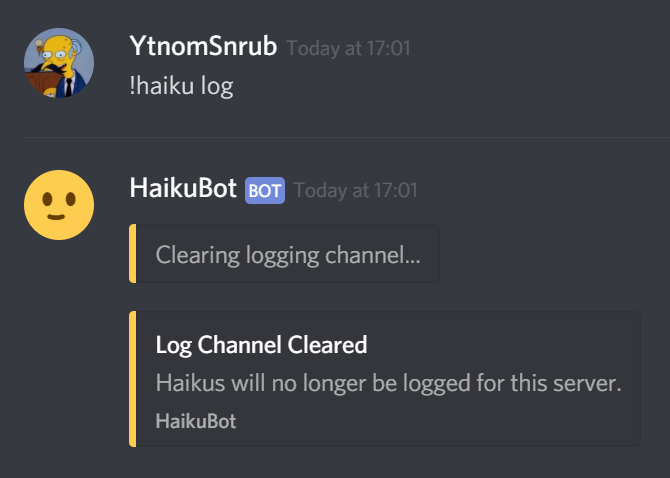 YtnomSnrub Today at 17:01
!haiku log
HaikuBot BOT Today at 17:01
Clearing logging channel...
Log Channel Cleared
Haikus will no longer be logged for this server.
HaikuBot